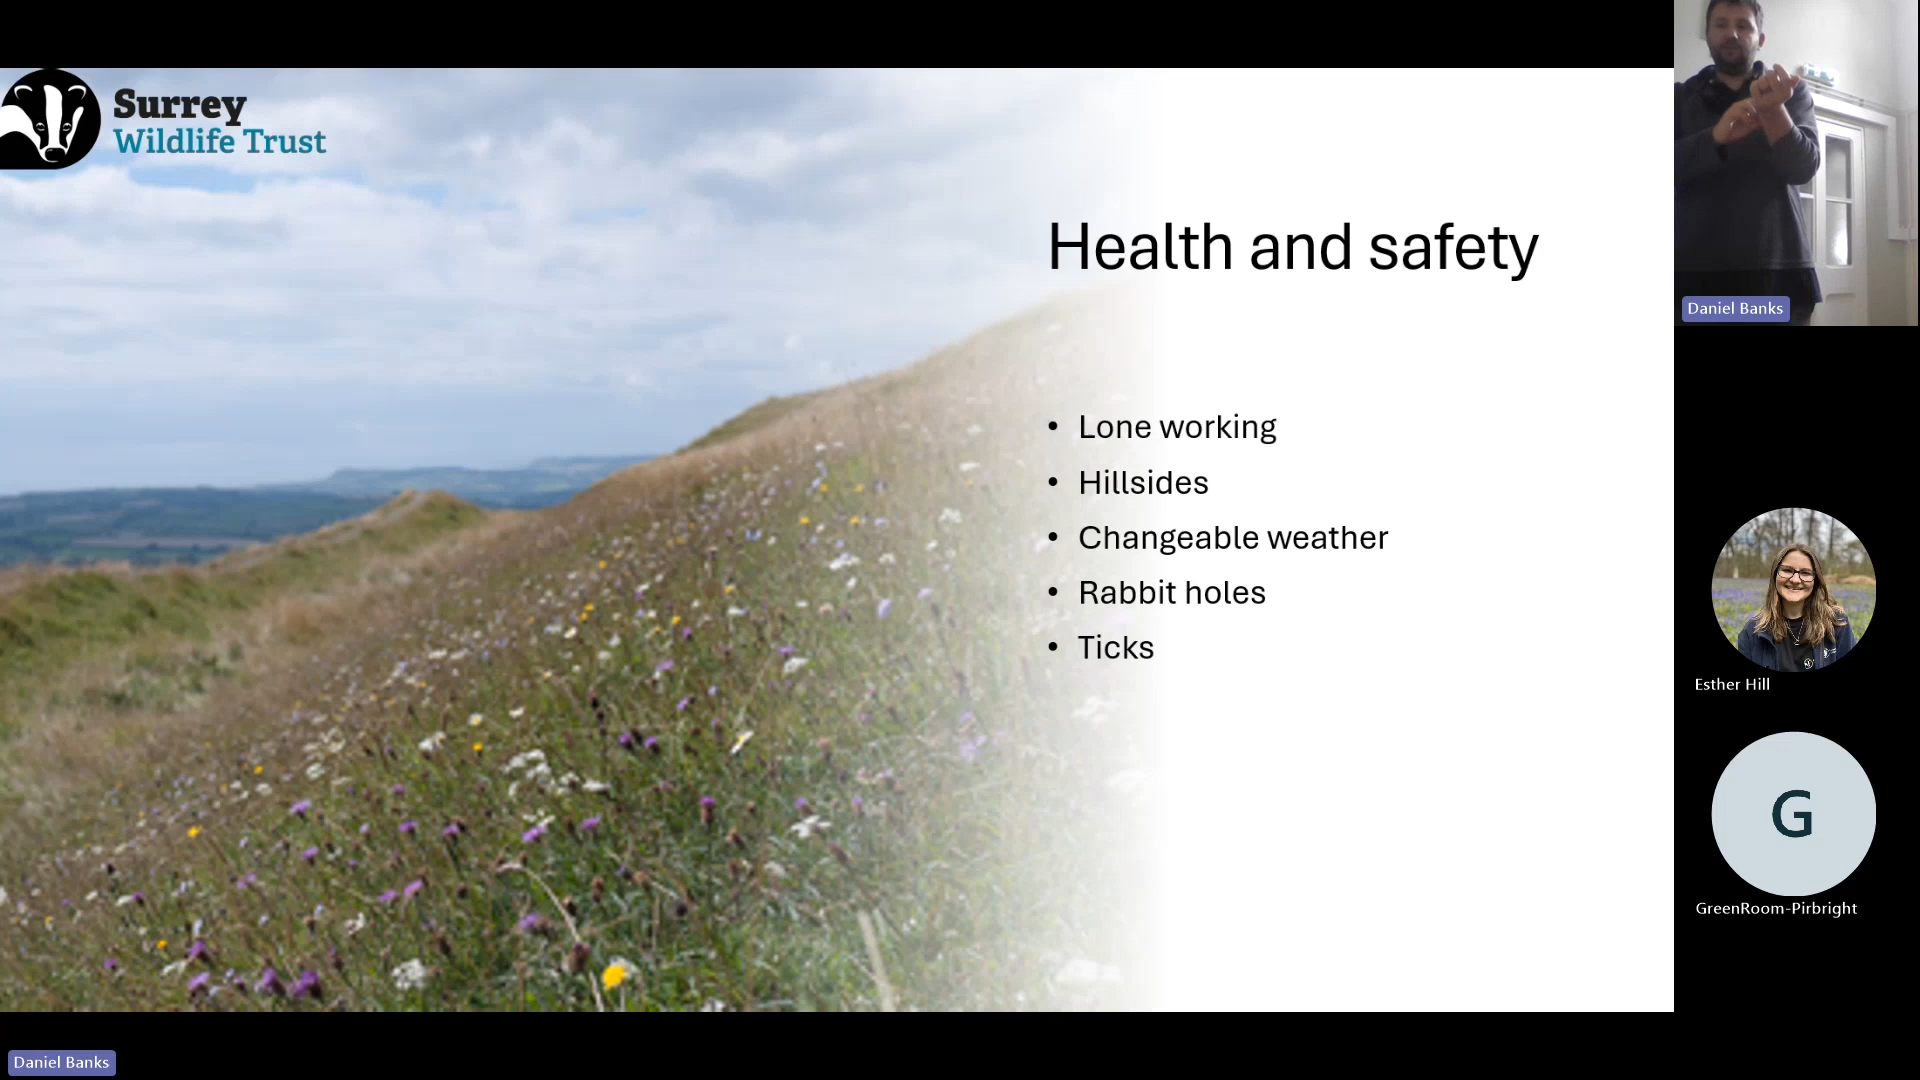 Surrey
Wildlife Trust
Health and safety
• Lone working
• Hillsides
• Changeable weather
• Rabbit holes
• Ticks
Daniel Banks
Esther Hill
G
GreenRoom-Pirbright
Daniel Banks